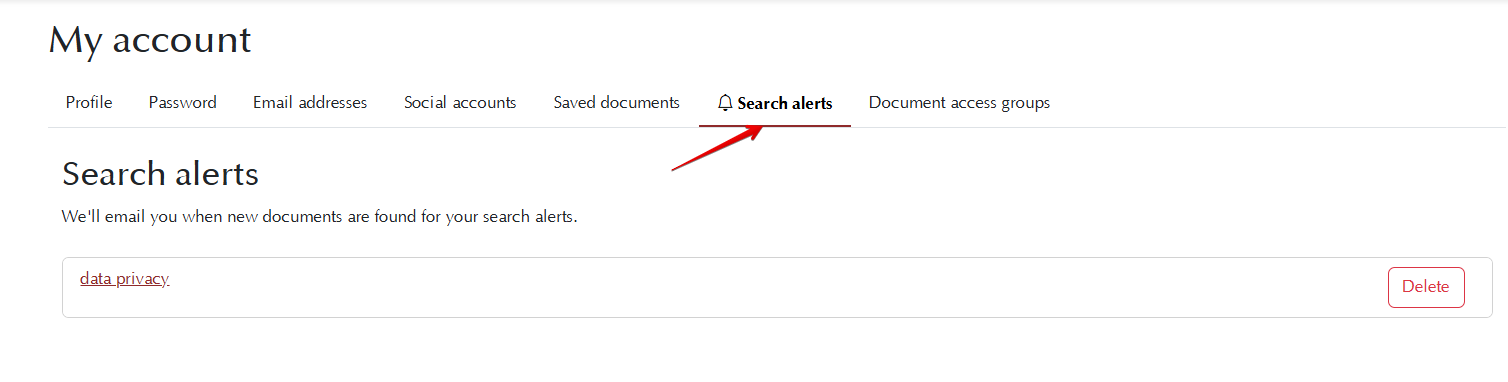 My account
Profile Password Email addresses Social accounts Saved documents Search alerts Document access groups
Search alerts
We'll email you when new documents are found for your search alerts.
data privacy Delete